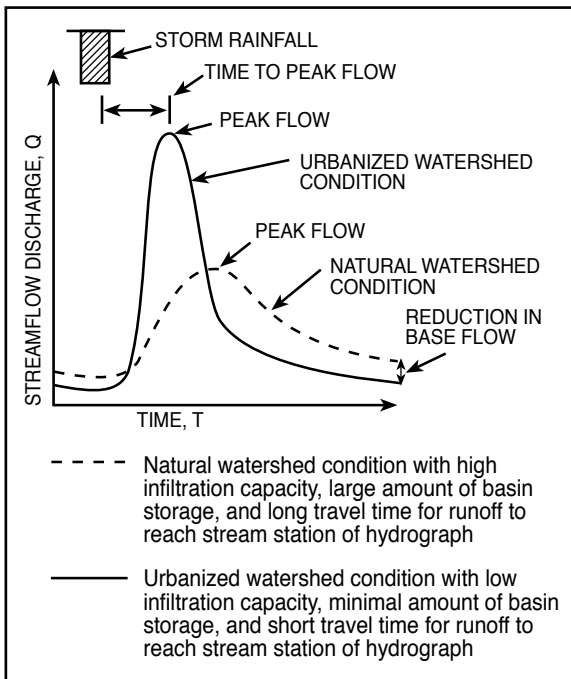 STORM RAINFALL
TIME TO PEAK FLOW
PEAK FLOW
URBANIZED WATERSHED
CONDITION
PEAK FLOW
NATURAL WATERSHED
CONDITION
REDUCTION IN
BASE FLOW
STREAMFLOW DISCHARGE, Q
TIME, T
Natural watershed condition with high
infiltration capacity, large amount of basin
storage, and long travel time for runoff to
reach stream station of hydrograph
Urbanized watershed condition with low
infiltration capacity, minimal amount of basin
storage, and short travel time for runoff to
reach stream station of hydrograph